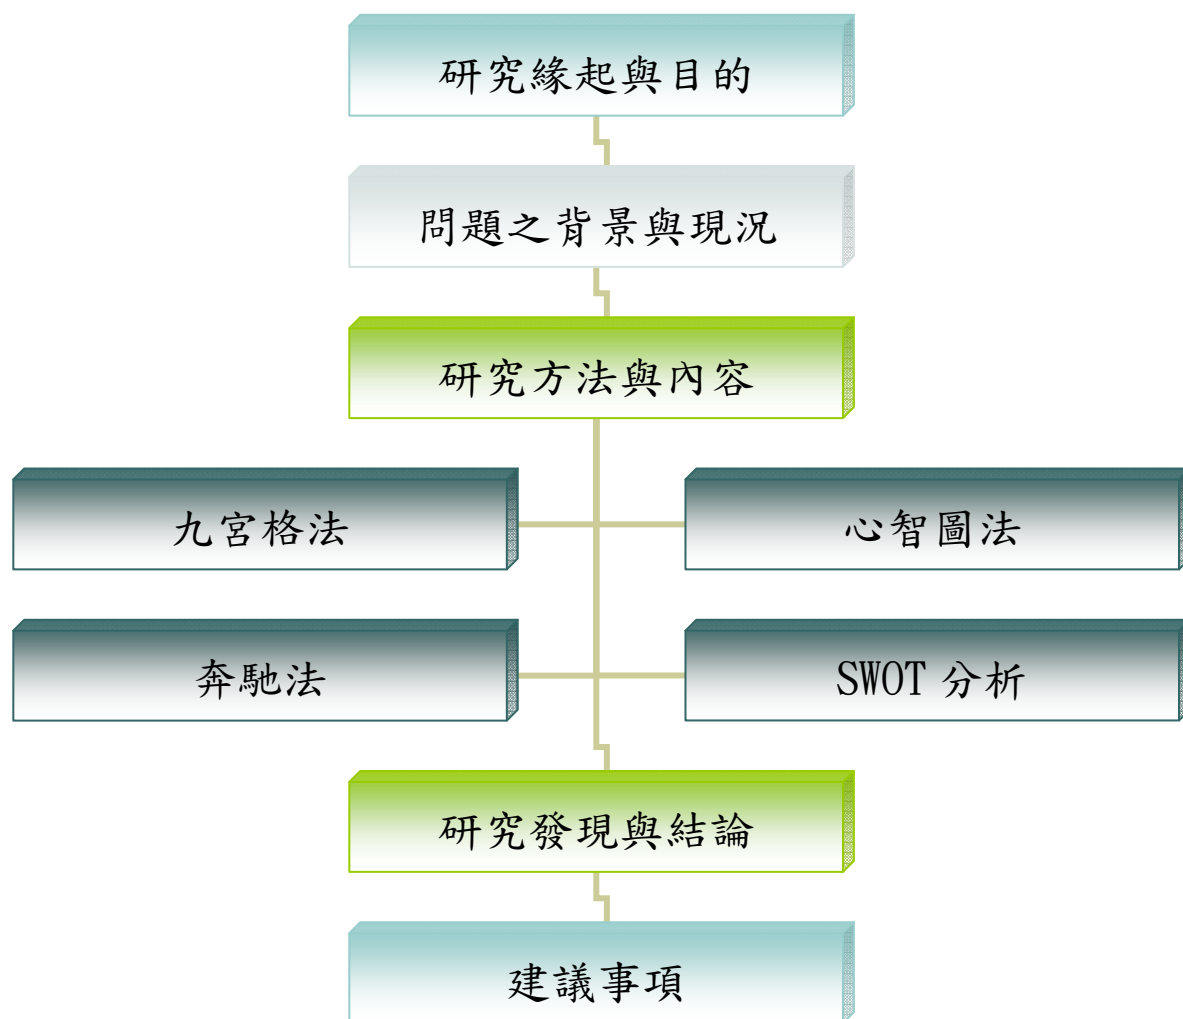 研究緣起與目的
問題之背景與現況
研究方法與內容
九宮格法
心智圖法
奔馳法
SWOT 分析
研究發現與結論
建議事項